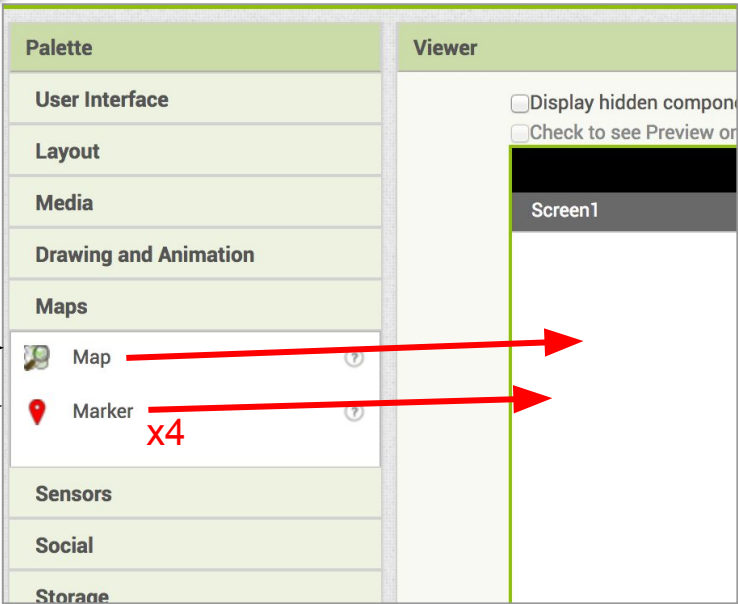 Palette
User Interface
Layout
Media
Drawing and Animation
Maps
Map ?
Marker ?
x4
Sensors
Social
Storage
Viewer
Display hidden compon
Check to see Preview or
Screen1